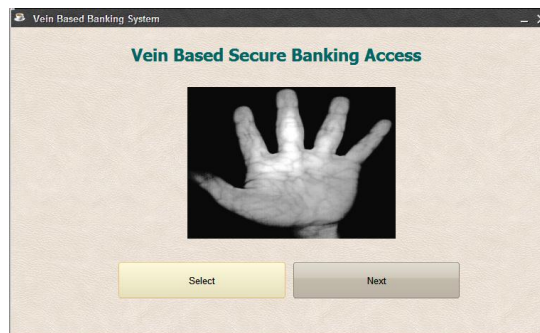 Vein Based Banking System
Vein Based Secure Banking Access
Select
Next